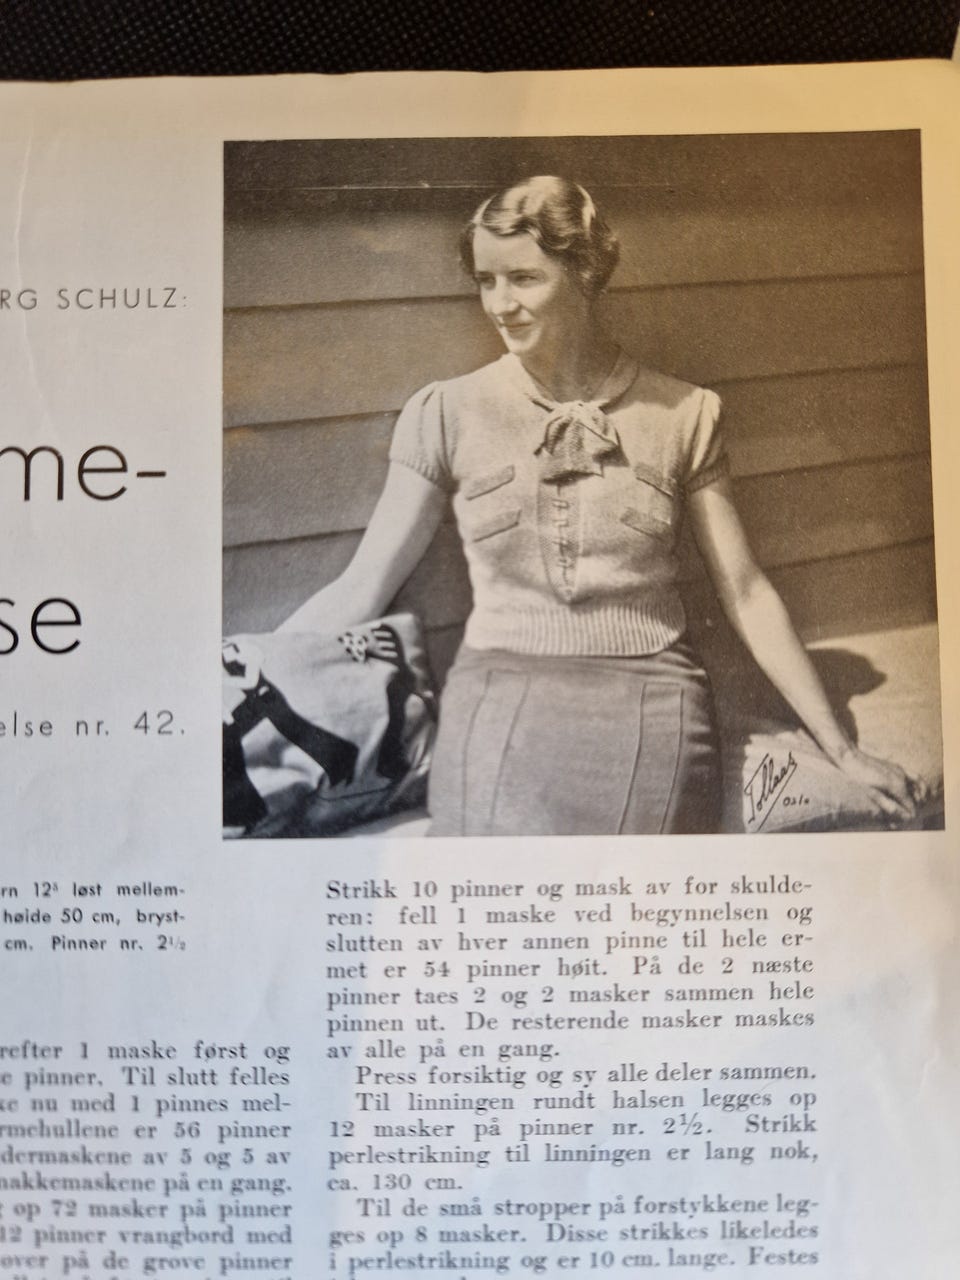 RG SCHULZ:
me-
se
else nr. 42.
Tollaas
Oslo
rn 12⁵ løst mellem-
høide 50 cm, bryst-
cm. Pinner nr. 2½
refter 1 maske først og
e pinner. Til slutt felles
ke nu med 1 pinnes mel-
rmehullene er 56 pinner
dermaskene av 5 og 5 av
nakkemaskene på en gang.
op 72 masker på pinner
12 pinner vrangbord med
over på de grove pinner
Strikk 10 pinner og mask av for skulde-
ren: fell 1 maske ved begynnelsen og
slutten av hver annen pinne til hele er-
met er 54 pinner høit. På de 2 næste
pinner taes 2 og 2 masker sammen hele
pinnen ut. De resterende masker maskes
av alle på en gang.
Press forsiktig og sy alle deler sammen.
Til linningen rundt halsen legges op
12 masker på pinner nr. 2½. Strikk
perlestrikning til linningen er lang nok,
ca. 130 cm.
Til de små stropper på forstykkene leg-
ges op 8 masker. Disse strikkes likeledes
i perlestrikning og er 10 cm. lange. Festes